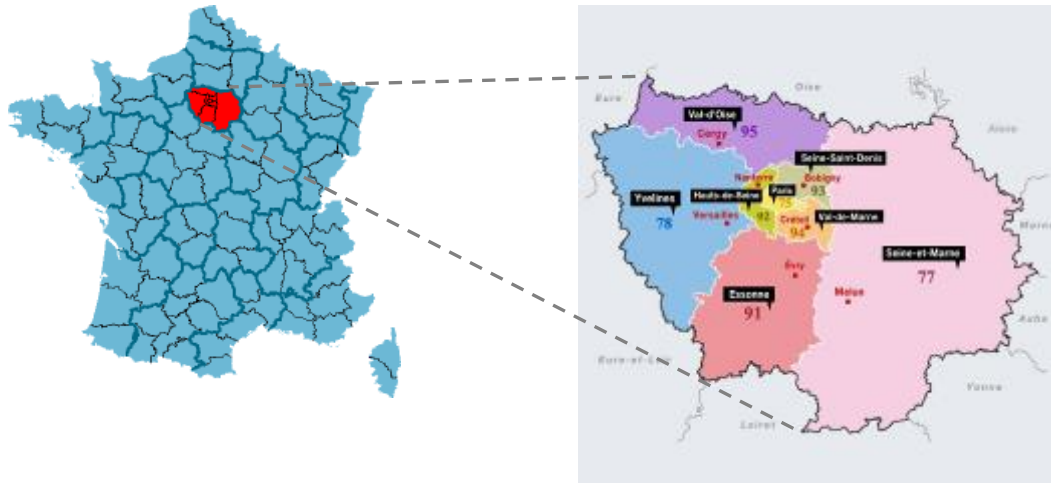 Eure
Oise
Aisne
Val-d'Oise
95
Cergy
Seine-Saint-Denis
Nanterre
Bobigny
93
Paris
75
Hauts-de-Seine
92
Yvelines
78
Versailles
Créteil
94
Val-de-Marne
Marne
Seine-et-Marne
77
Évry
Melun
Essonne
91
Aube
Eure-et-Loir
Yonne
Loiret